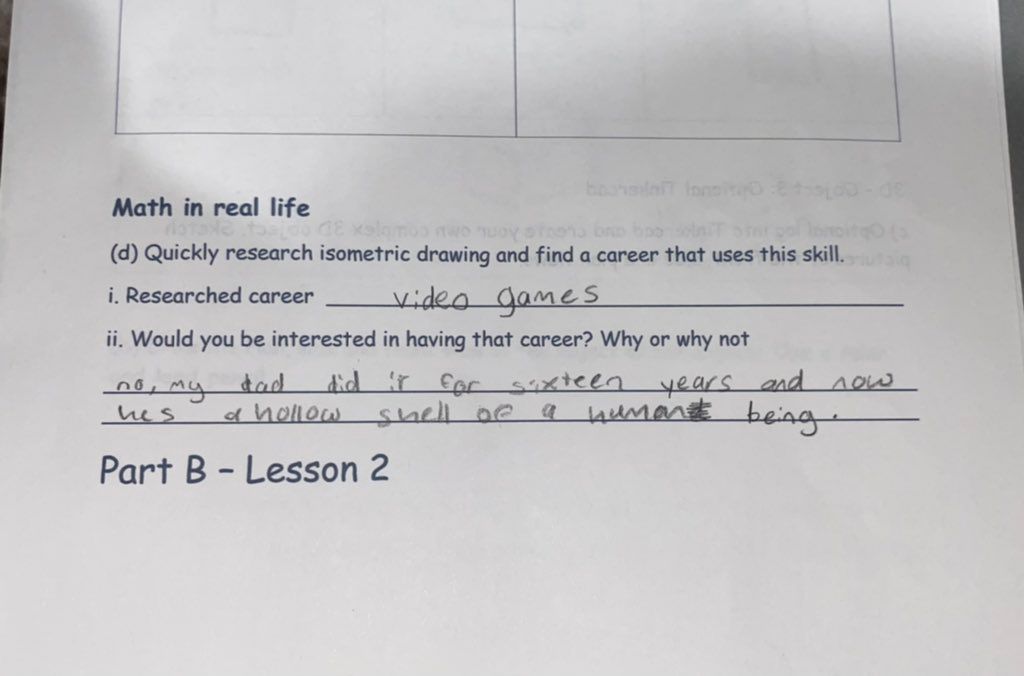 Math in real life
(d) Quickly research isometric drawing and find a career that uses this skill.
i. Researched career video games
ii. Would you be interested in having that career? Why or why not
no, my dad did it for sixteen years and now
hes a hollow shell of a human being.
Part B - Lesson 2